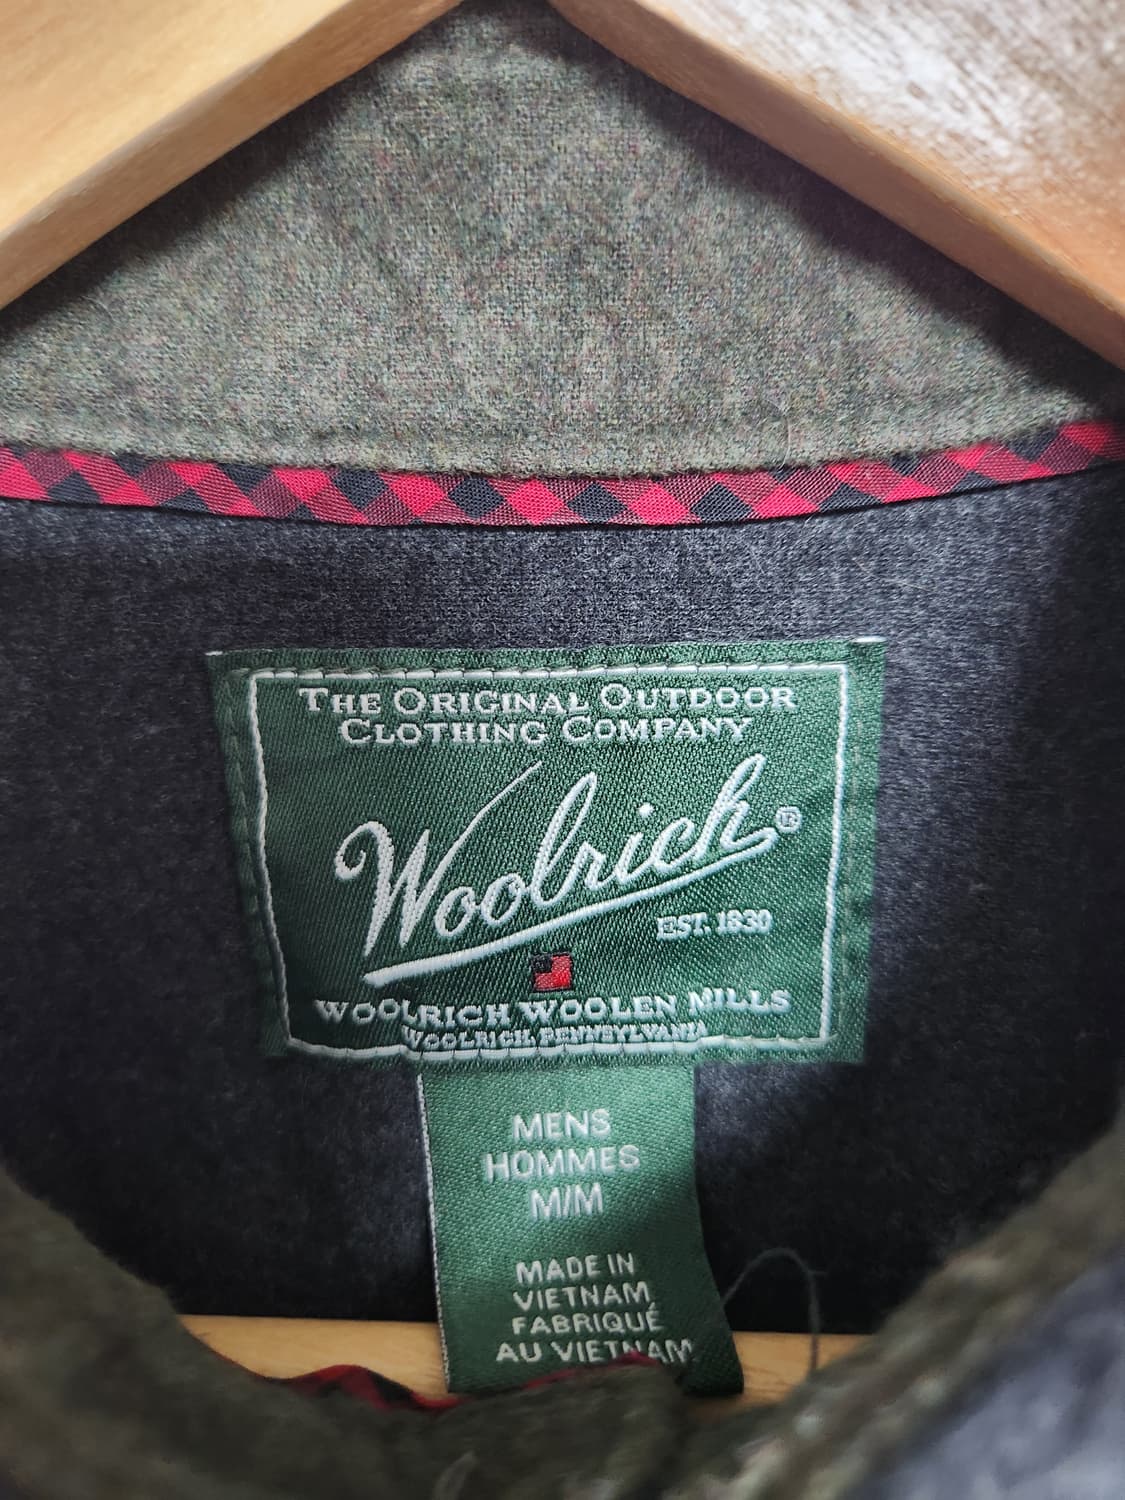 THE ORIGINAL OUTDOOR
CLOTHING COMPANY
Woolrich®
EST. 1830
WOOLRICH WOOLEN MILLS
WOOLRICH, PENNSYLVANIA
MENS
HOMMES
M/M
MADE IN
VIETNAM
FABRIQUÉ
AU VIETNAM